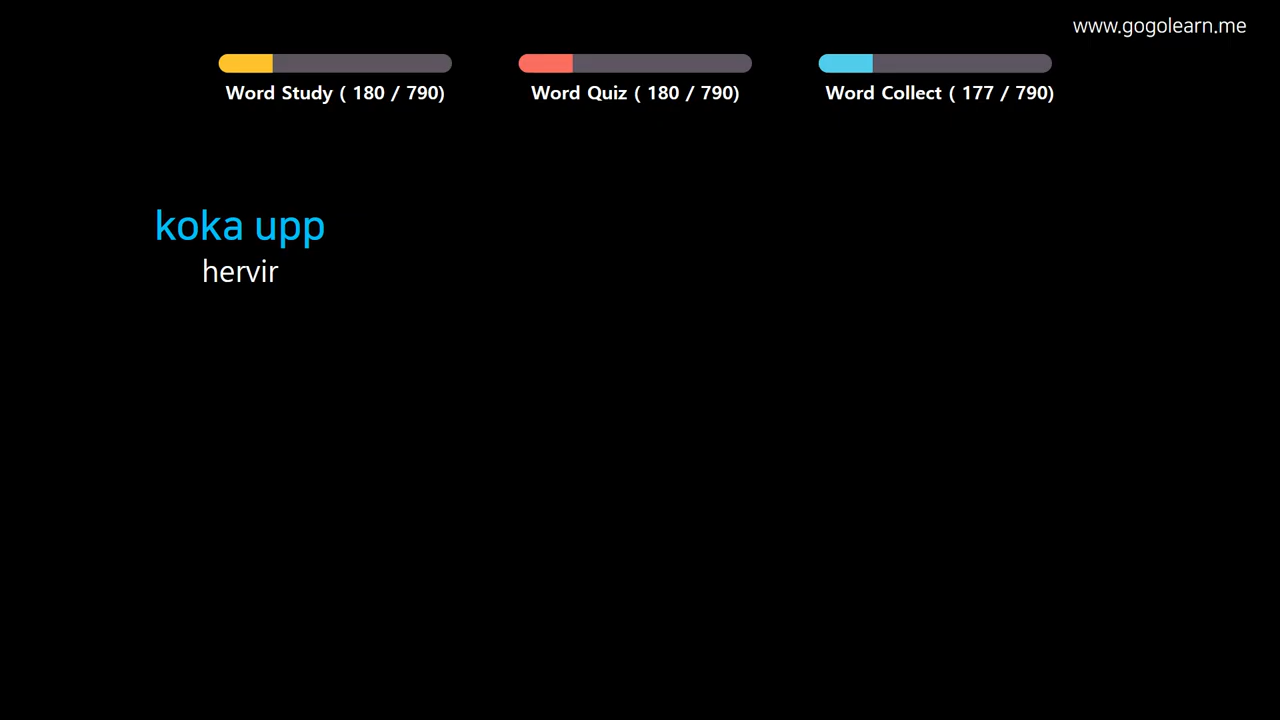 www.gogolearn.me
Word Study ( 180 / 790)
Word Quiz ( 180 / 790)
Word Collect ( 177 / 790)
koka upp
hervir